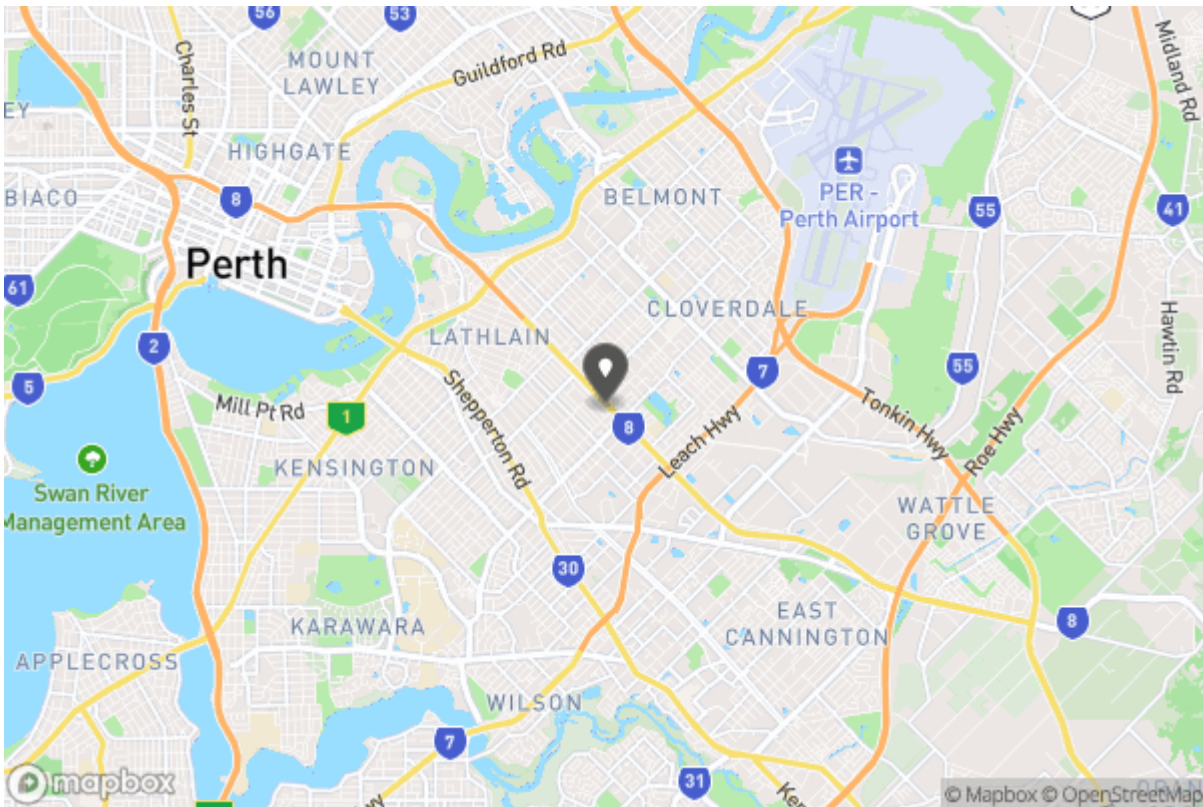 56
53
MOUNT
LAWLEY
Guildford Rd
Charles St
Midland Rd
EY
HIGHGATE
BIACO
8
BELMONT
PER -
Perth Airport
55
41
Perth
61
CLOVERDALE
Hawtin Rd
2
LATHLAIN
5
7
55
Mill Pt Rd
1
Shepperton Rd
8
Leach Hwy
Tonkin Hwy
Roe Hwy
KENSINGTON
Swan River
Management Area
WATTLE
GROVE
30
EAST
CANNINGTON
8
KARAWARA
APPLECROSS
WILSON
7
31
mapbox
© Mapbox © OpenStreetMap